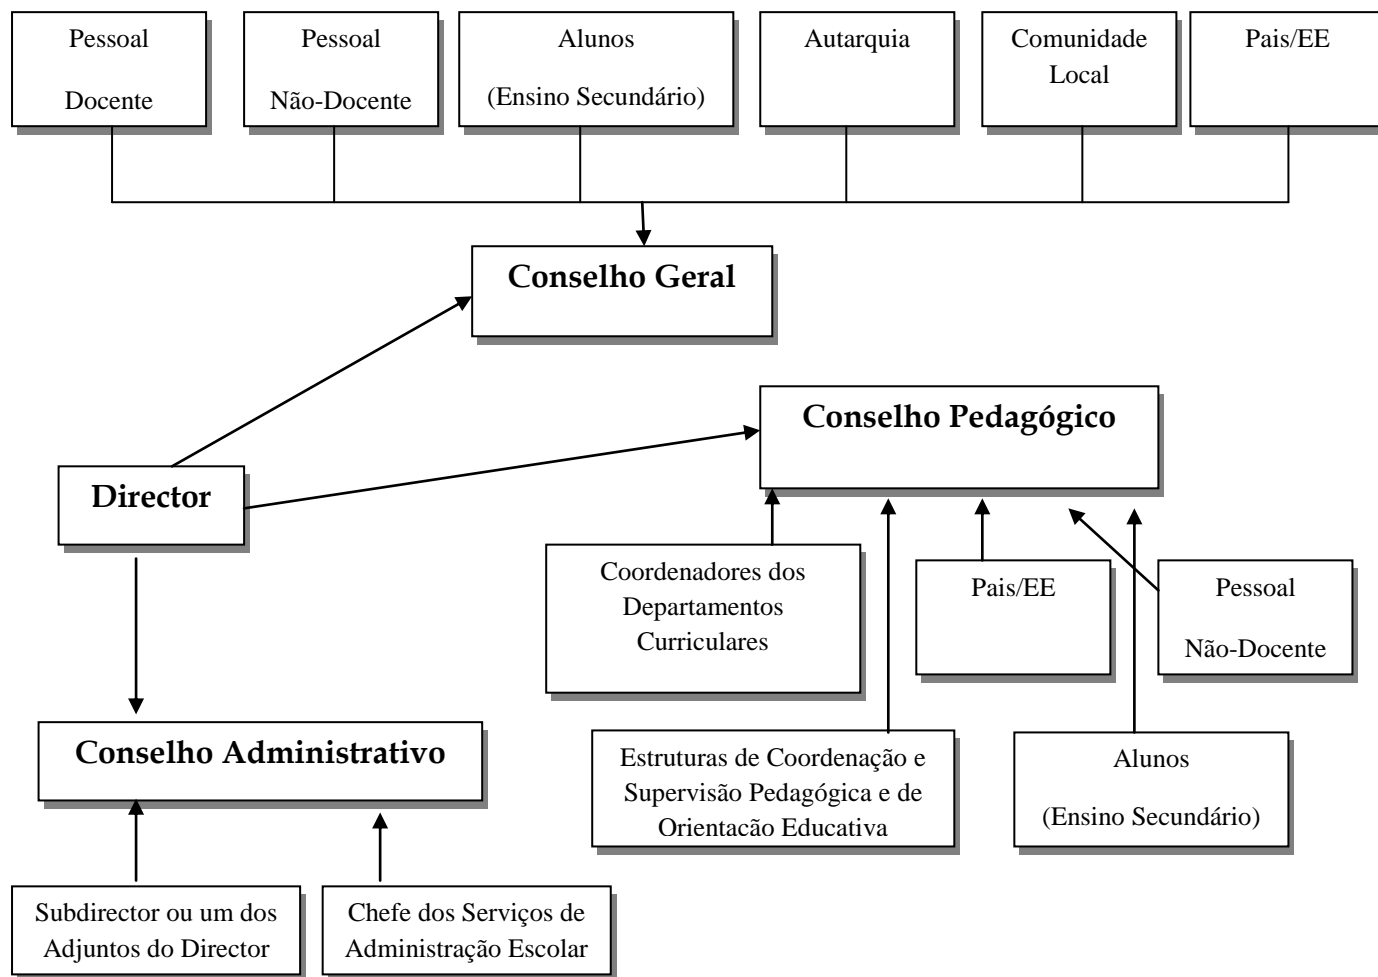 Pessoal
Docente
Pessoal
Não-Docente
Alunos
(Ensino Secundário)
Autarquia
Comunidade
Local
Pais/EE
Conselho Geral
Conselho Pedagógico
Director
Coordenadores dos
Departamentos
Curriculares
Pais/EE
Pessoal
Não-Docente
Conselho Administrativo
Estruturas de Coordenação e
Supervisão Pedagógica e de
Orientacão Educativa
Alunos
(Ensino Secundário)
Subdirector ou um dos
Adjuntos do Director
Chefe dos Serviços de
Administração Escolar